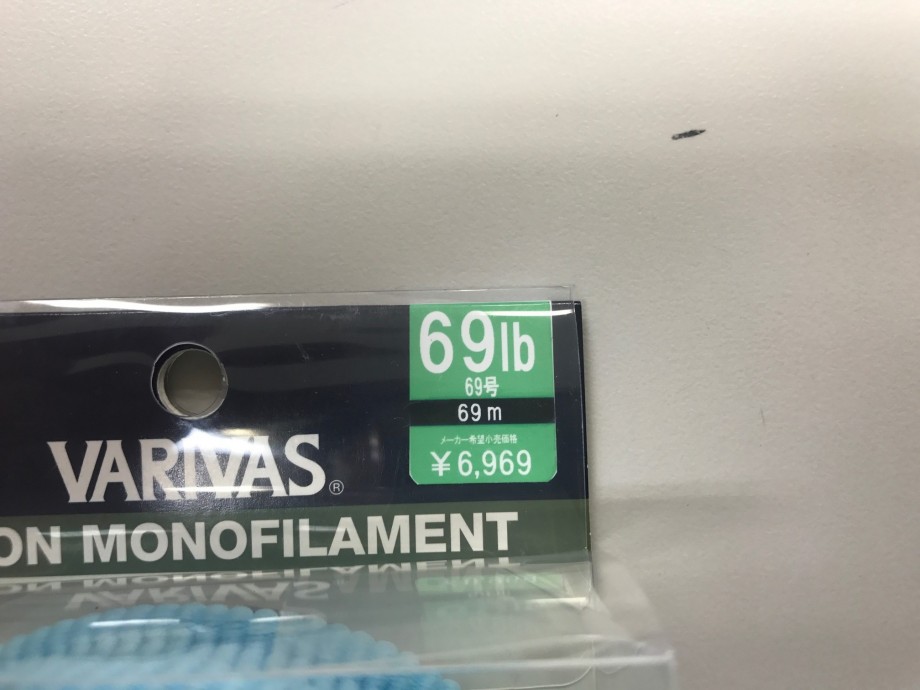 69lb
69号
69m
メーカー希望小売価格
¥6,969
VARIVAS®
ON MONOFILAMENT